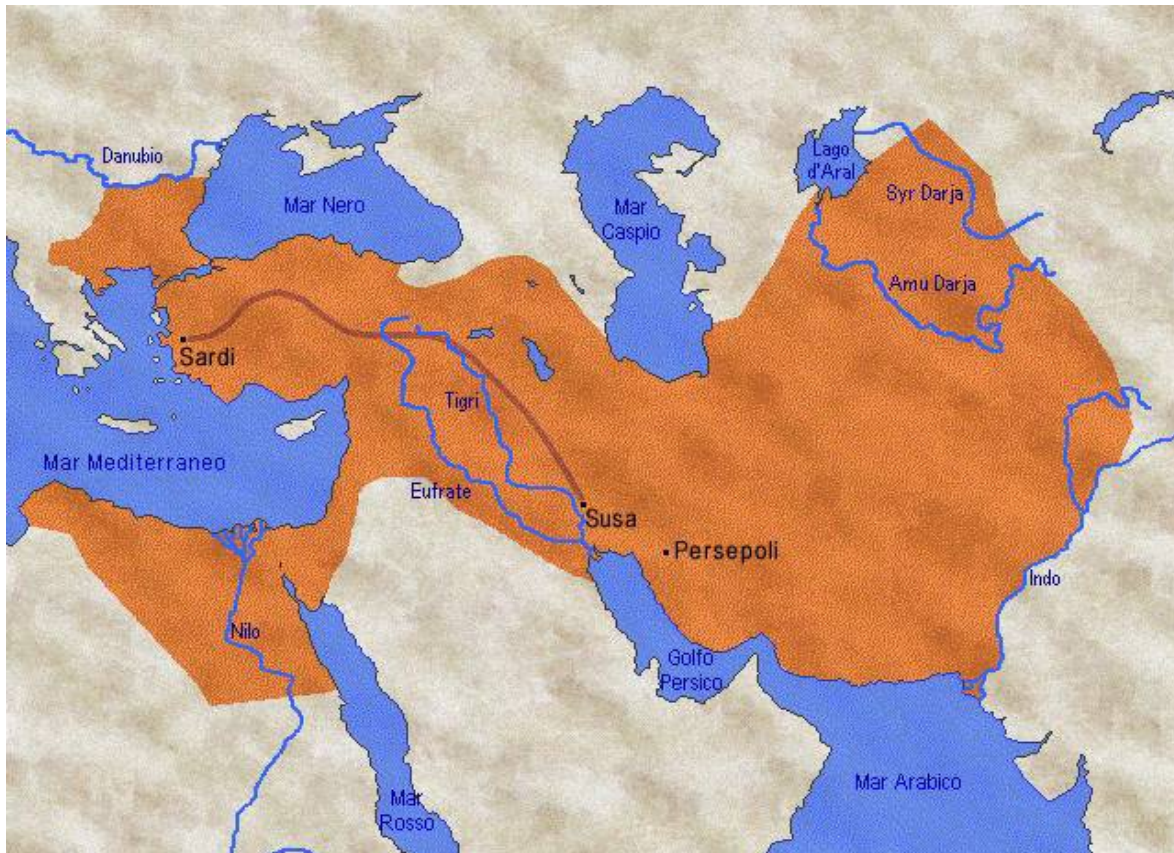 Danubio
Lago
d'Aral
Syr Darja
Mar Nero
Mar
Caspio
Amu Darja
Sardi
Tigri
Mar Mediterraneo
Eufrate
Susa
Persepoli
Indo
Nilo
Golfo
Persico
Mar Arabico
Mar
Rosso